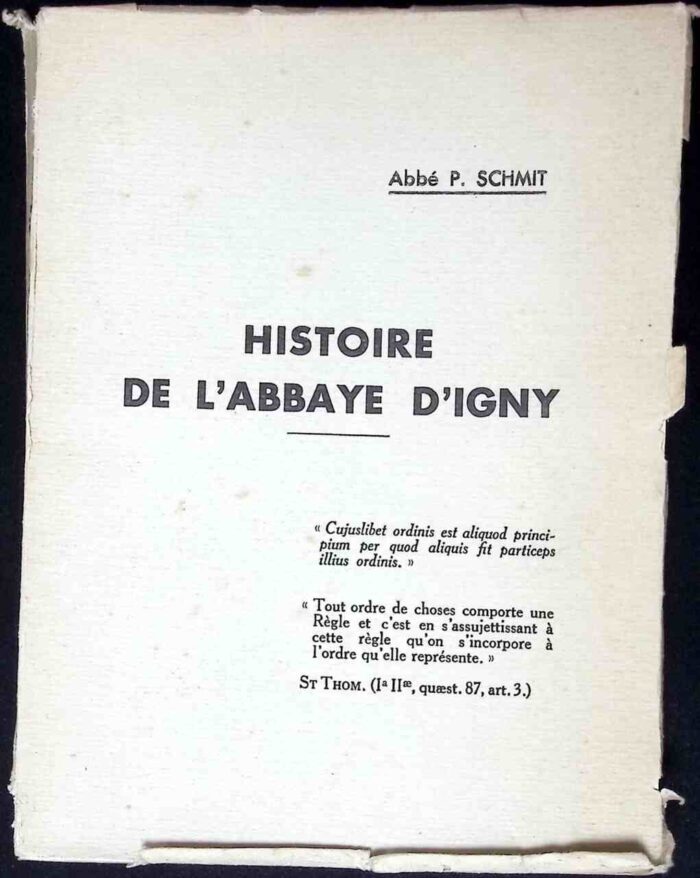 Abbé P. SCHMIT
HISTOIRE
DE L'ABBAYE D'IGNY
« Cujuslibet ordinis est aliquod princi-
pium per quod aliquis fit particeps
illius ordinis. »
« Tout ordre de choses comporte une
Règle et c'est en s'assujettissant à
cette règle qu'on s'incorpore à
l'ordre qu'elle représente. »
ST THOM. (Iª IIæ, quæst. 87, art. 3.)